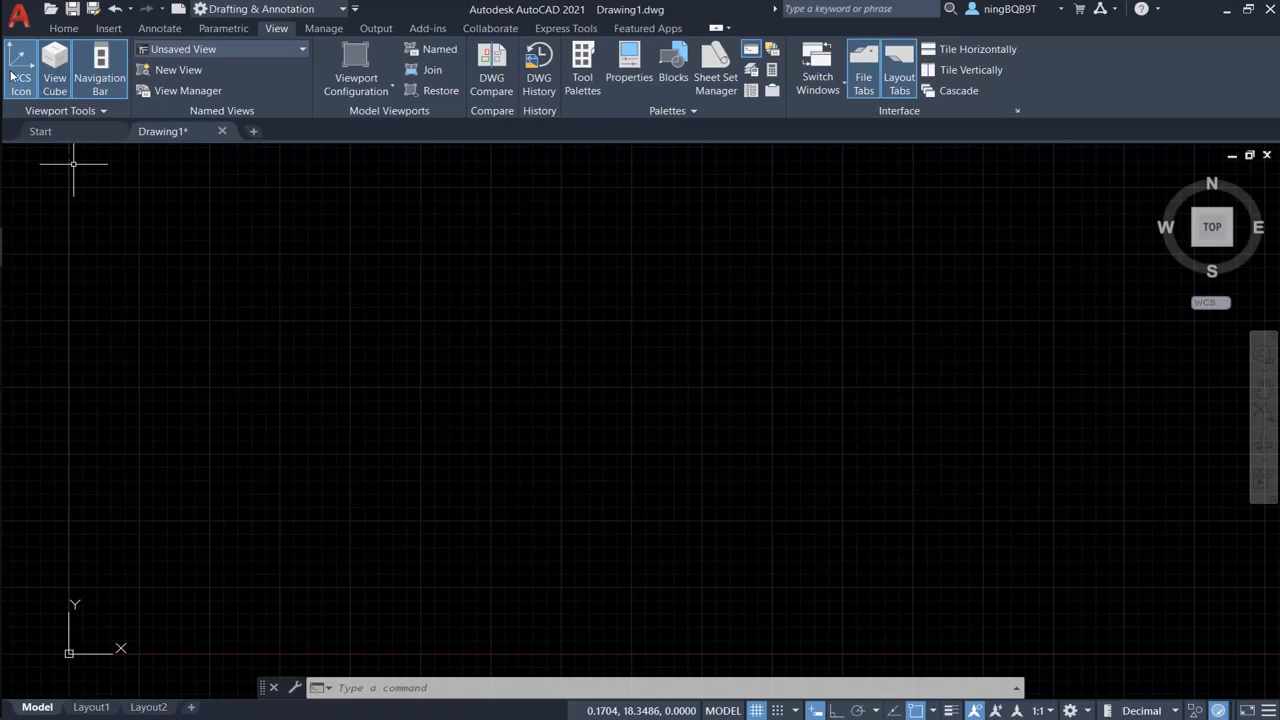 Drafting & Annotation
Autodesk AutoCAD 2021 Drawing1.dwg
Type a keyword or phrase
ningBQB9T
Home Insert Annotate Parametric View Manage Output Add-ins Collaborate Express Tools Featured Apps
UCS Icon
View Cube
Navigation Bar
Viewport Tools
Unsaved View
New View
View Manager
Named Views
Viewport Configuration
Named
Join
Restore
Model Viewports
DWG Compare
Compare
DWG History
History
Tool Palettes
Properties
Blocks
Sheet Set Manager
Palettes
Switch Windows
File Tabs
Layout Tabs
Tile Horizontally
Tile Vertically
Cascade
Interface
Start
Drawing1*
N
W TOP E
S
WCS
Y
X
Type a command
Model Layout1 Layout2
0.1704, 18.3486, 0.0000 MODEL
1:1
Decimal